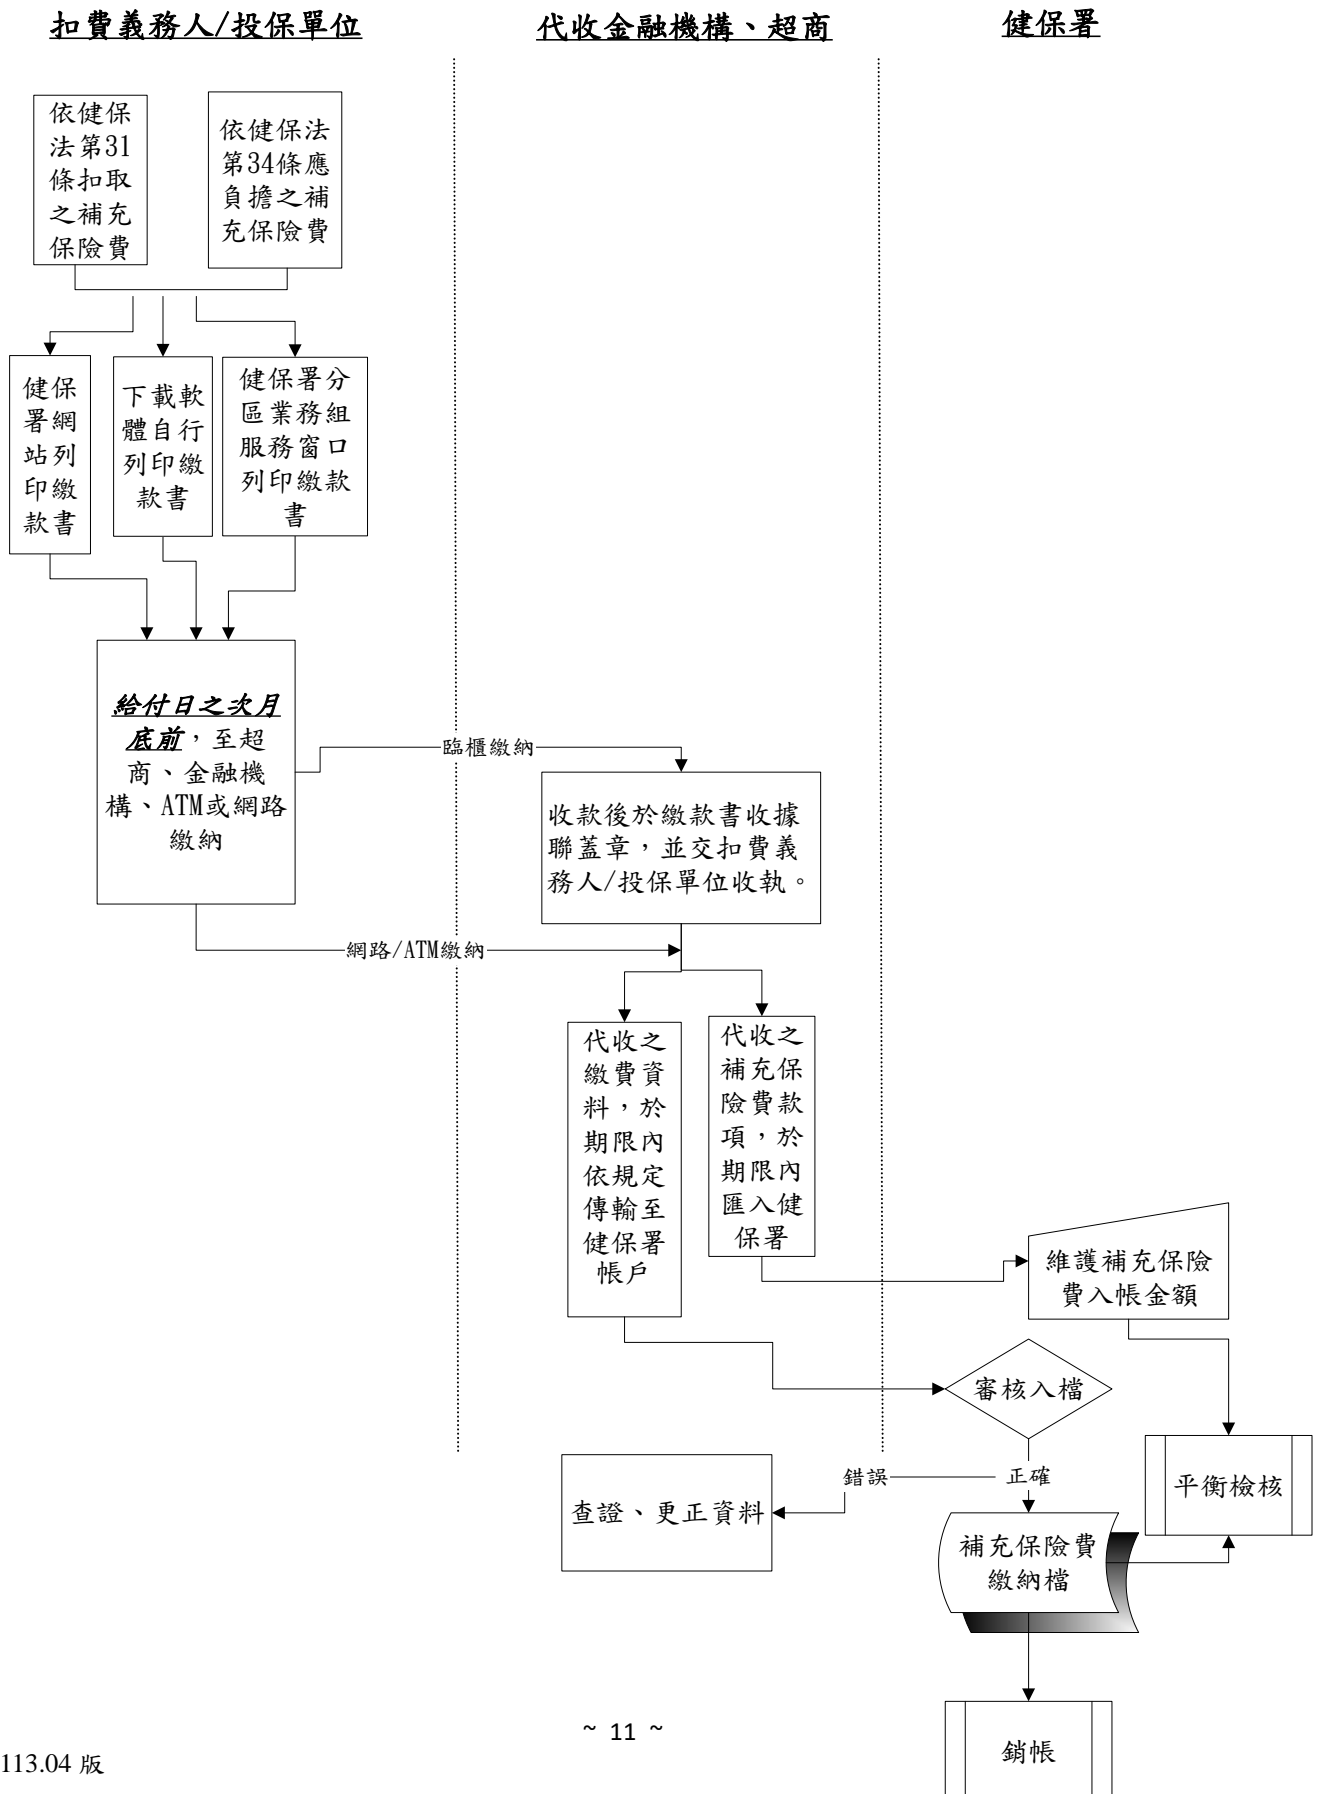 扣費義務人/投保單位
代收金融機構、超商
健保署
依健保
法第31
條扣取
之補充
保險費
依健保法
第34條應
負擔之補
充保險費
健保
署網
站列
印繳
款書
下載軟
體自行
列印繳
款書
健保署分
區業務組
服務窗口
列印繳款
書
給付日之次月
底前，至超
商、金融機
構、ATM或網路
繳納
臨櫃繳納
收款後於繳款書收據
聯蓋章，並交扣費義
務人/投保單位收執。
網路/ATM繳納
代收之
繳費資
料，於
期限內
依規定
傳輸至
健保署
帳戶
代收之
補充保
險費款
項，於
期限內
匯入健
保署
維護補充保險
費入帳金額
審核入檔
錯誤
正確
平衡檢核
查證、更正資料
補充保險費
繳納檔
銷帳
~ 11 ~
113.04 版